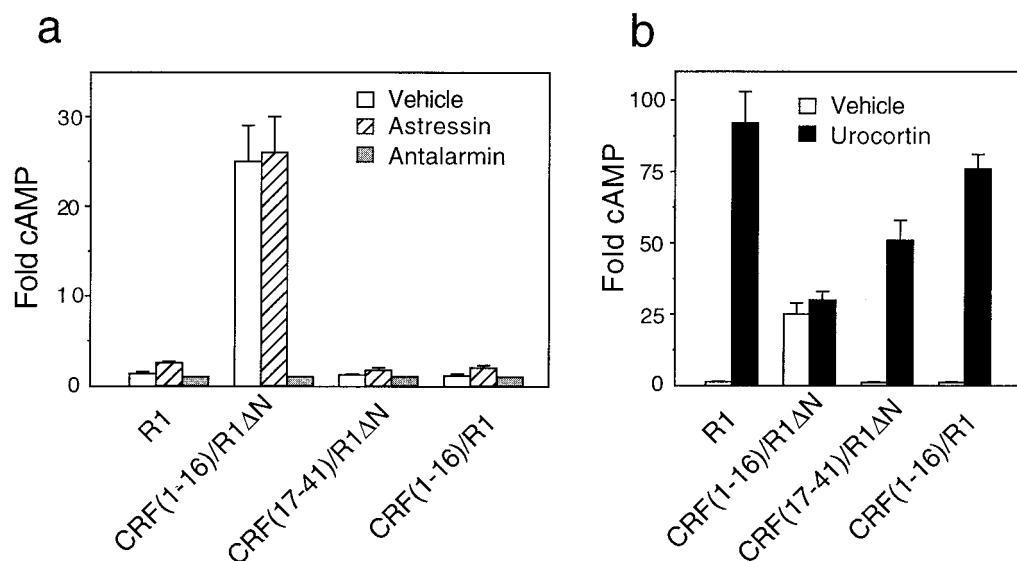 a
Fold cAMP
30
20
10
0
Vehicle
Astressin
Antalarmin
R1
CRF(1-16)/R1ΔN
CRF(17-41)/R1ΔN
CRF(1-16)/R1
b
Fold cAMP
100
75
50
25
0
Vehicle
Urocortin
R1
CRF(1-16)/R1ΔN
CRF(17-41)/R1ΔN
CRF(1-16)/R1